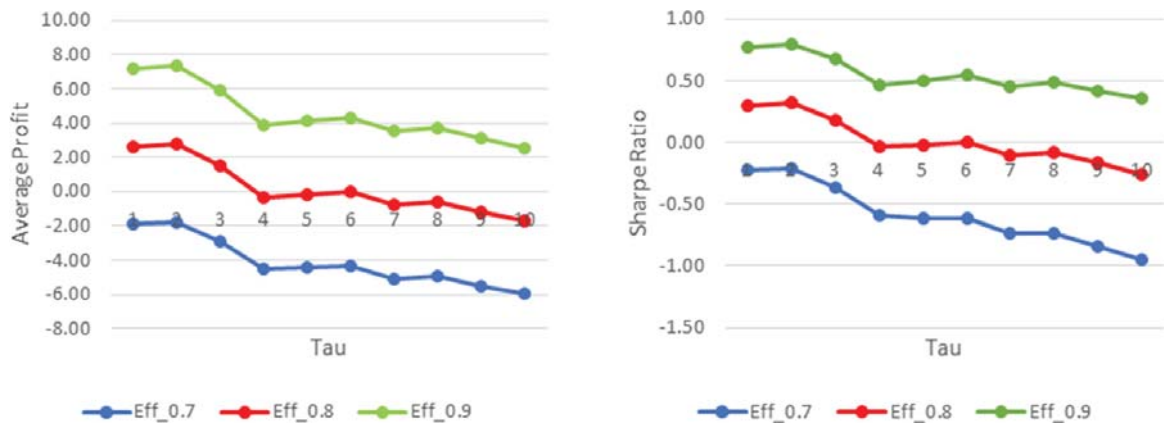 10.00
8.00
6.00
4.00
2.00
0.00
-2.00
-4.00
-6.00
-8.00
Average Profit
1 2 3 4 5 6 7 8 9 10
Tau
Eff_0.7 Eff_0.8 Eff_0.9
1.00
0.50
0.00
-0.50
-1.00
-1.50
Sharpe Ratio
2 3 4 5 6 7 8 9 10
Tau
Eff_0.7 Eff_0.8 Eff_0.9